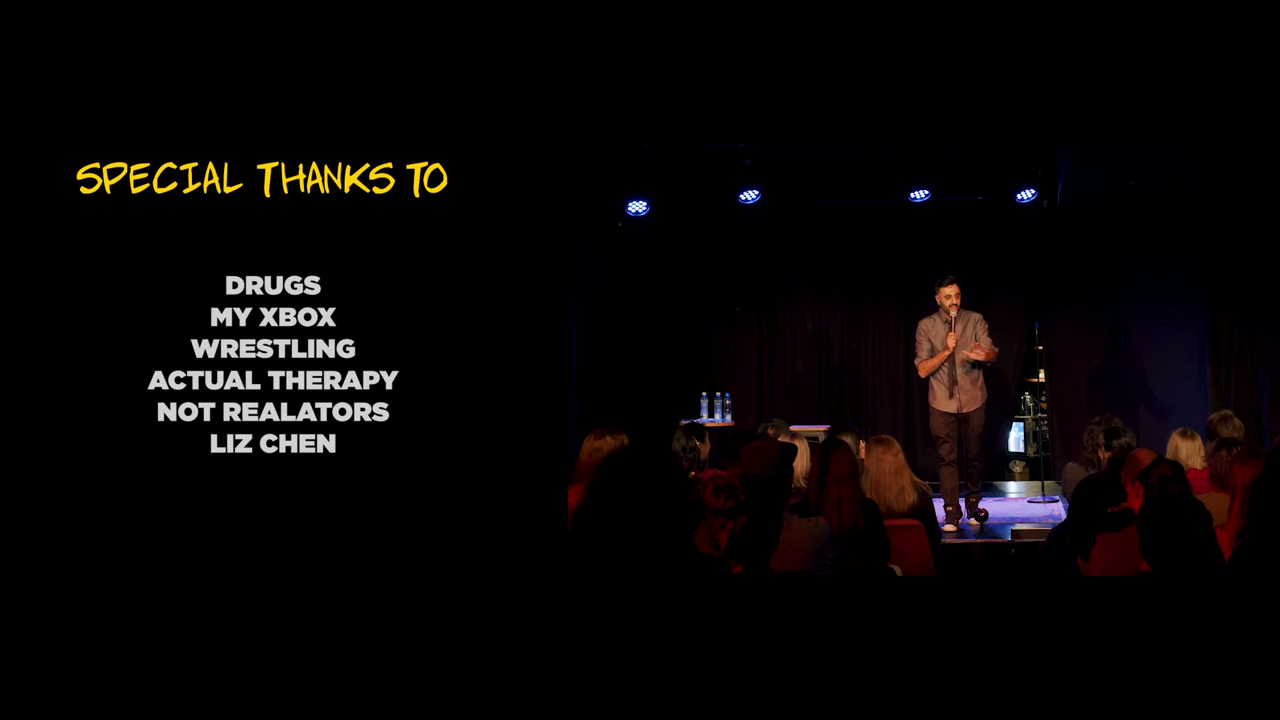 SPECIAL THANKS TO
DRUGS
MY XBOX
WRESTLING
ACTUAL THERAPY
NOT REALATORS
LIZ CHEN